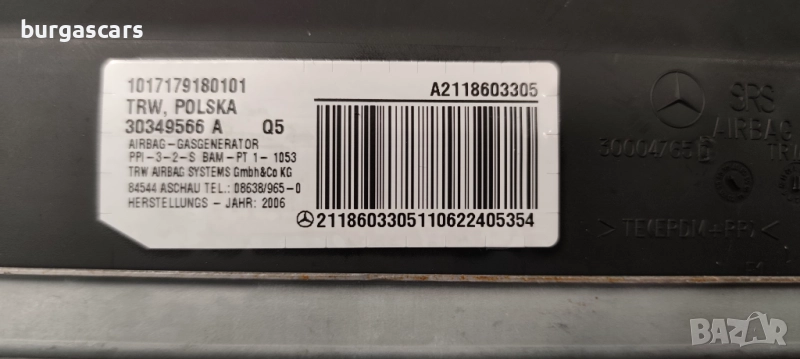 burgascars
1017179180101
TRW, POLSKA
30349566 A Q5
AIRBAG-GASGENERATOR
PPI-3-2-S BAM-PT 1- 1053
TRW AIRBAG SYSTEMS GmbH&Co KG
84544 ASCHAU TEL.: 08638/965-0
HERSTELLUNGS - JAHR: 2006
A2118603305
2118603305110622405354
SRS
AIRBAG
BAZAR